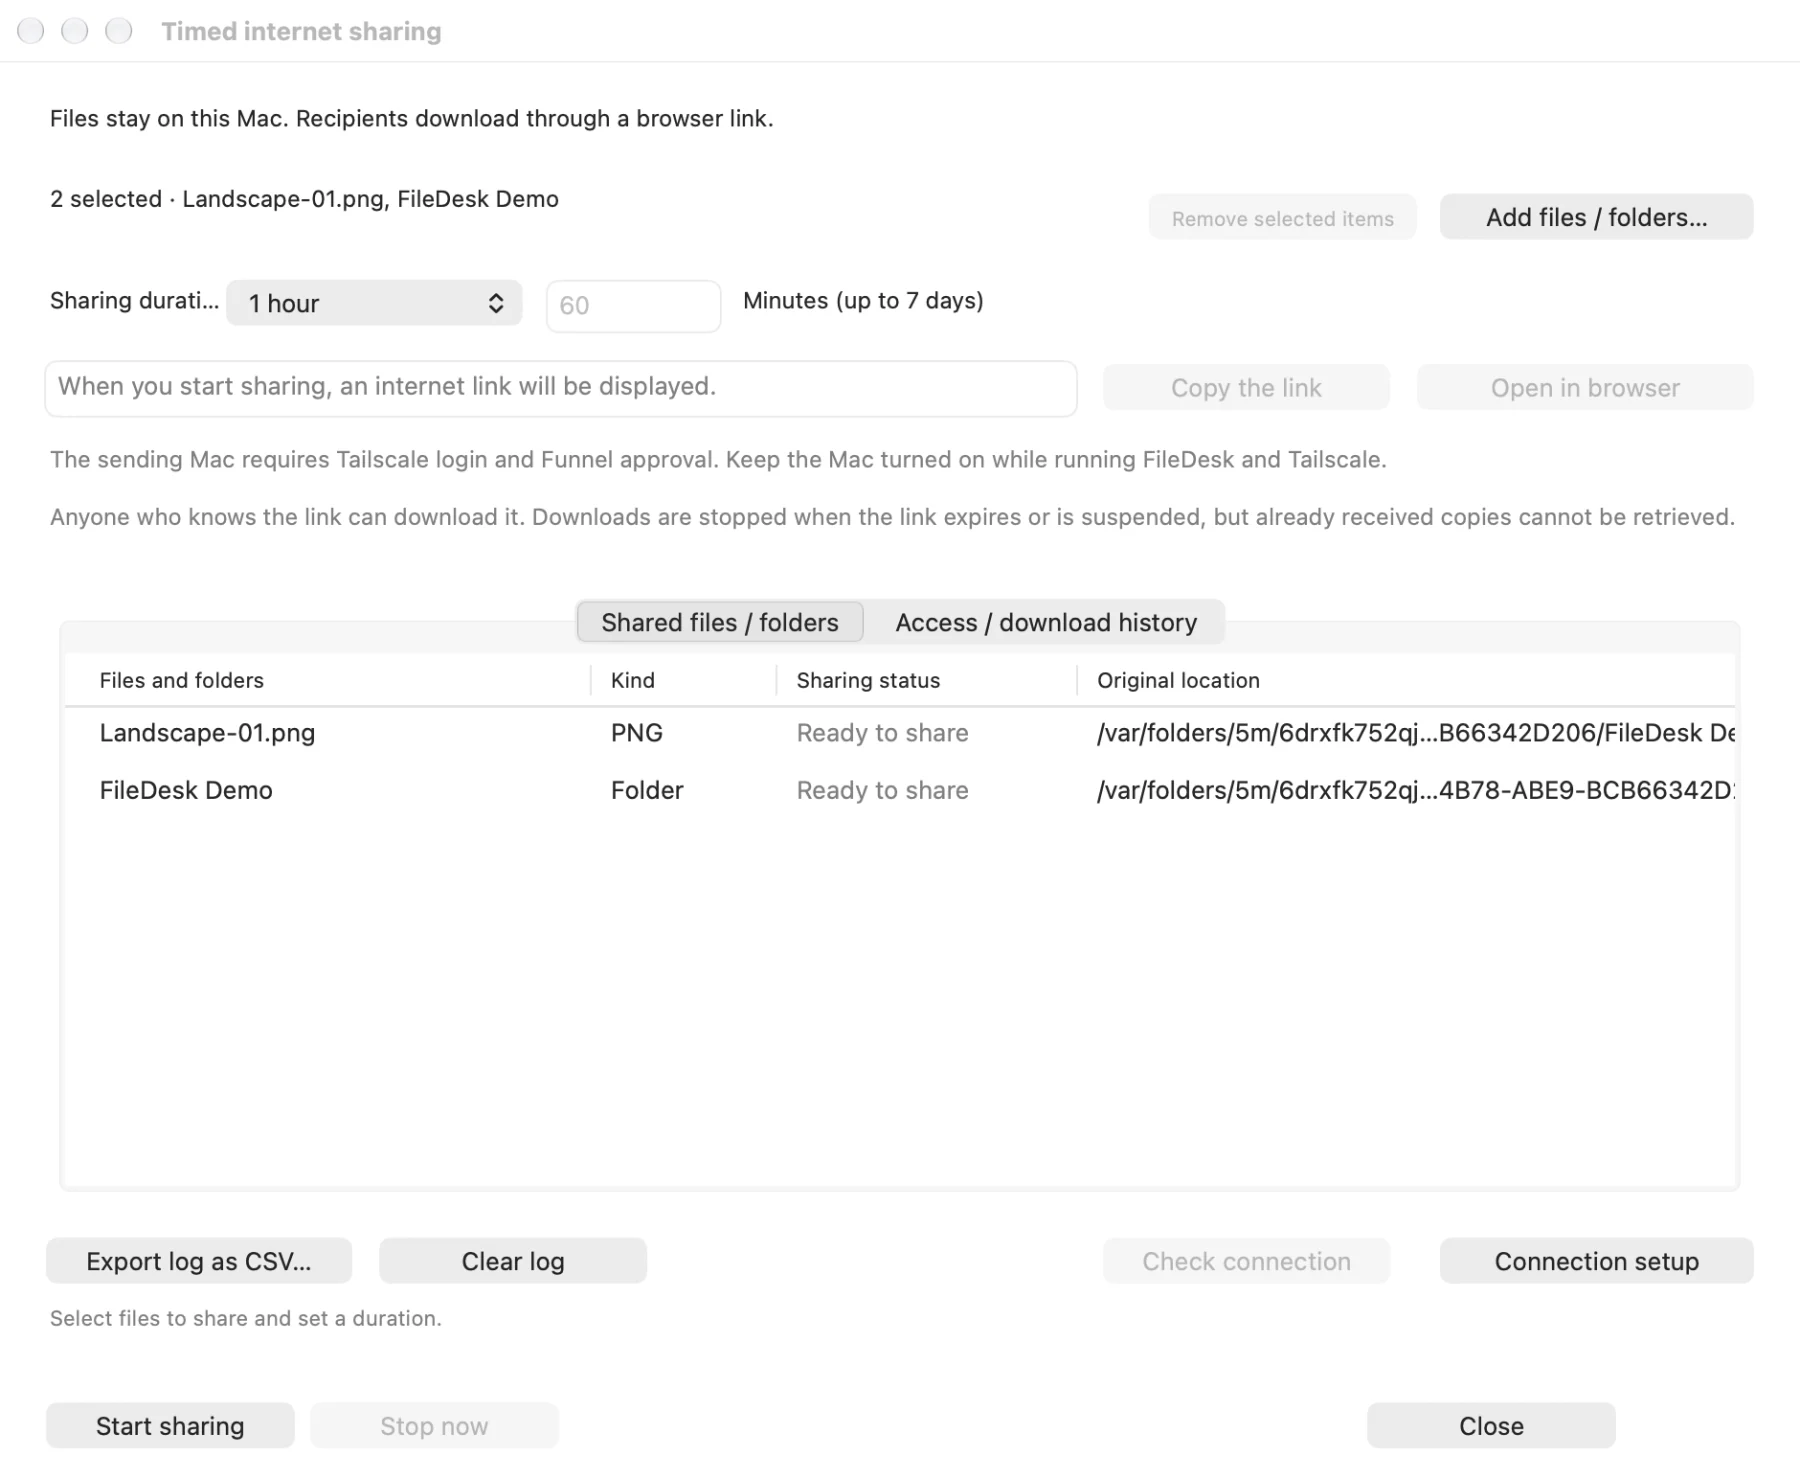 Timed internet sharing
Files stay on this Mac. Recipients download through a browser link.
2 selected · Landscape-01.png, FileDesk Demo
Remove selected items
Add files / folders...
Sharing durati...
1 hour
60
Minutes (up to 7 days)
When you start sharing, an internet link will be displayed.
Copy the link
Open in browser
The sending Mac requires Tailscale login and Funnel approval. Keep the Mac turned on while running FileDesk and Tailscale.
Anyone who knows the link can download it. Downloads are stopped when the link expires or is suspended, but already received copies cannot be retrieved.
Shared files / folders
Access / download history
Files and folders
Kind
Sharing status
Original location
Landscape-01.png
PNG
Ready to share
/var/folders/5m/6drxfk752qj...B66342D206/FileDesk De
FileDesk Demo
Folder
Ready to share
/var/folders/5m/6drxfk752qj...4B78-ABE9-BCB66342D
Export log as CSV...
Clear log
Check connection
Connection setup
Select files to share and set a duration.
Start sharing
Stop now
Close